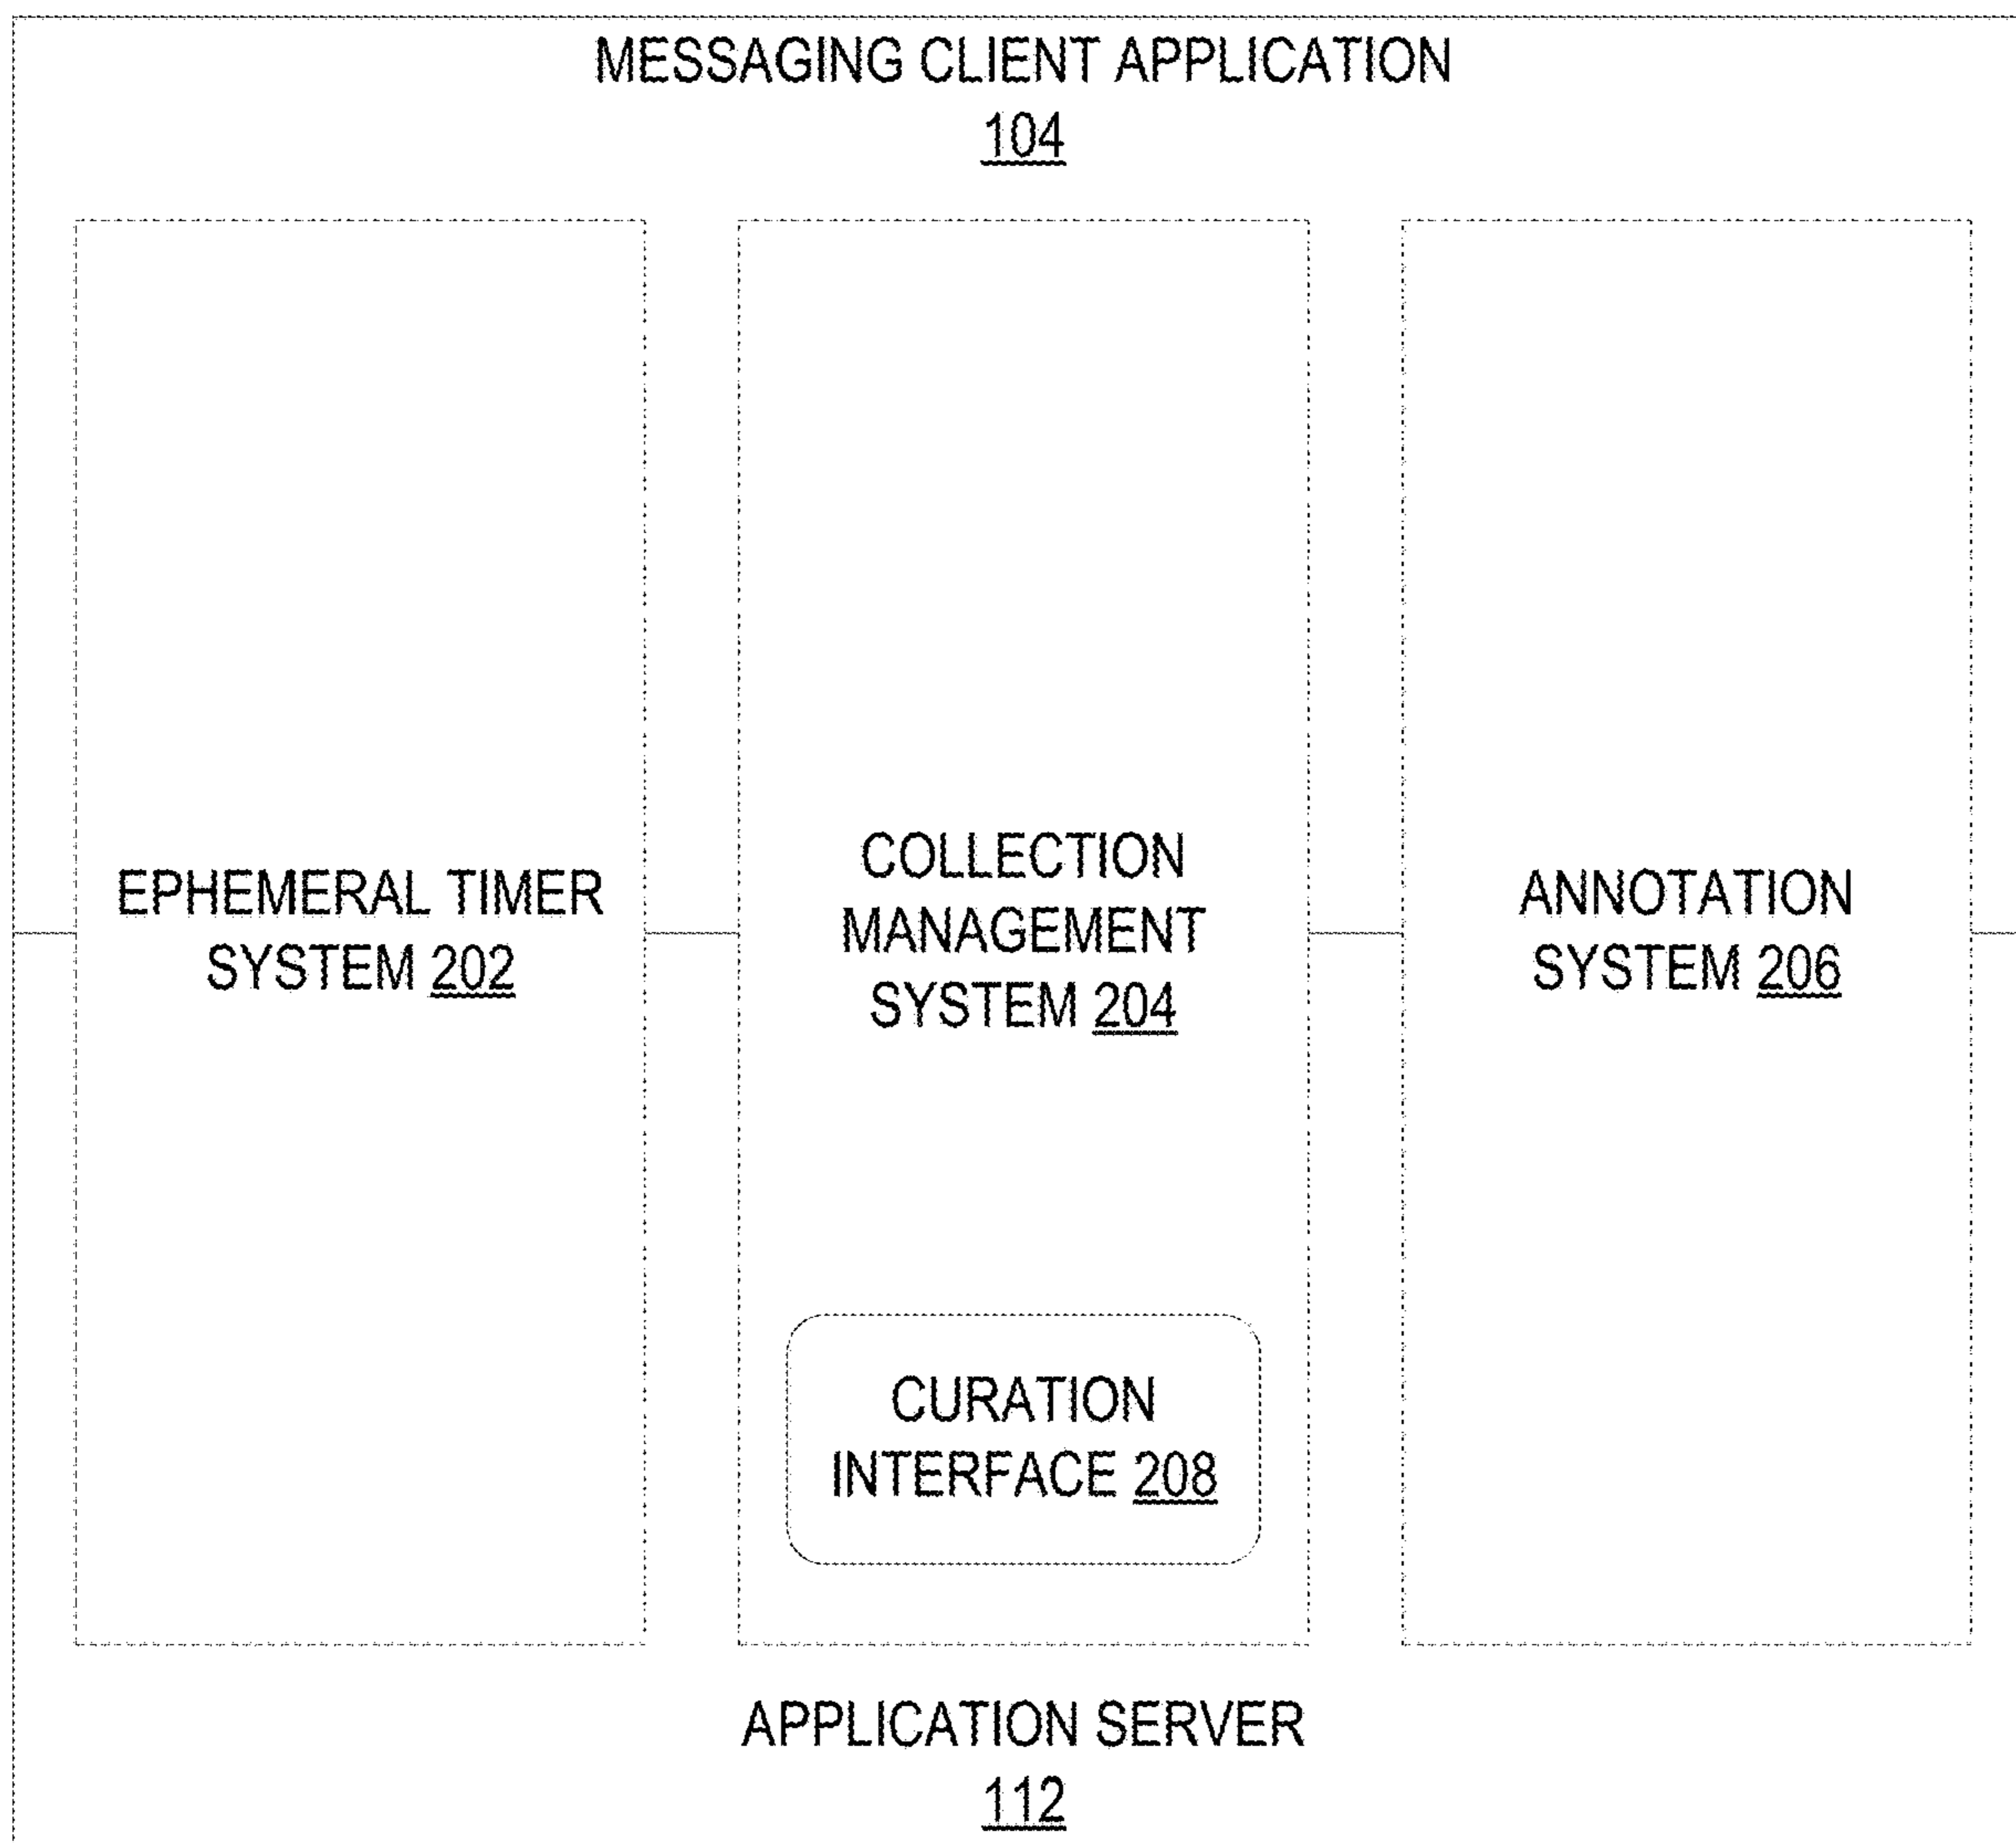 MESSAGING CLIENT APPLICATION
104
EPHEMERAL TIMER
SYSTEM 202
COLLECTION
MANAGEMENT
SYSTEM 204
CURATION
INTERFACE 208
ANNOTATION
SYSTEM 206
APPLICATION SERVER
112